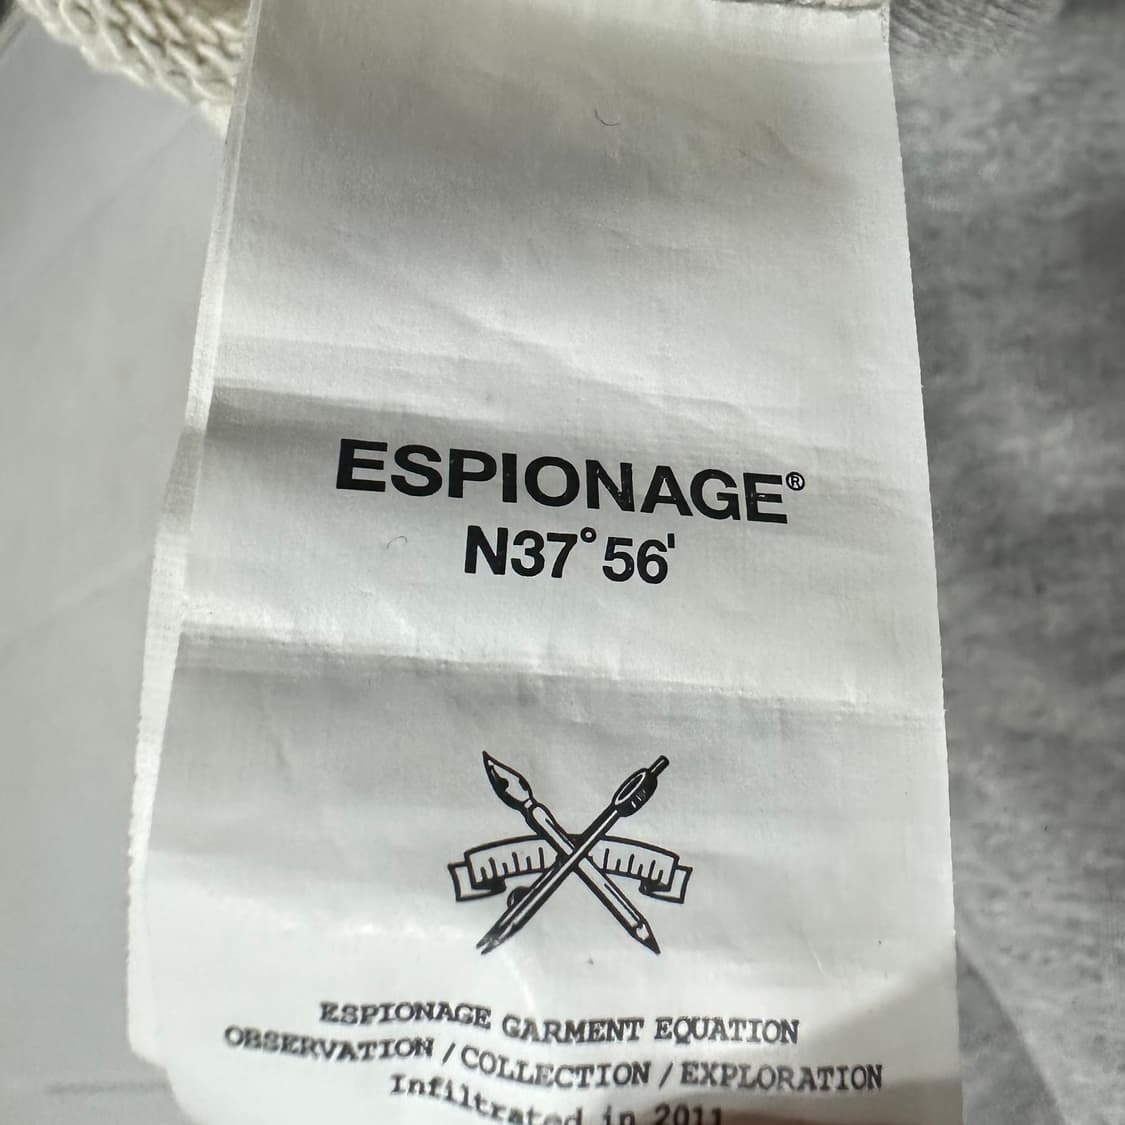 ESPIONAGE®
N37°56'
ESPIONAGE GARMENT EQUATION
OBSERVATION / COLLECTION / EXPLORATION
Infiltrated in 2011